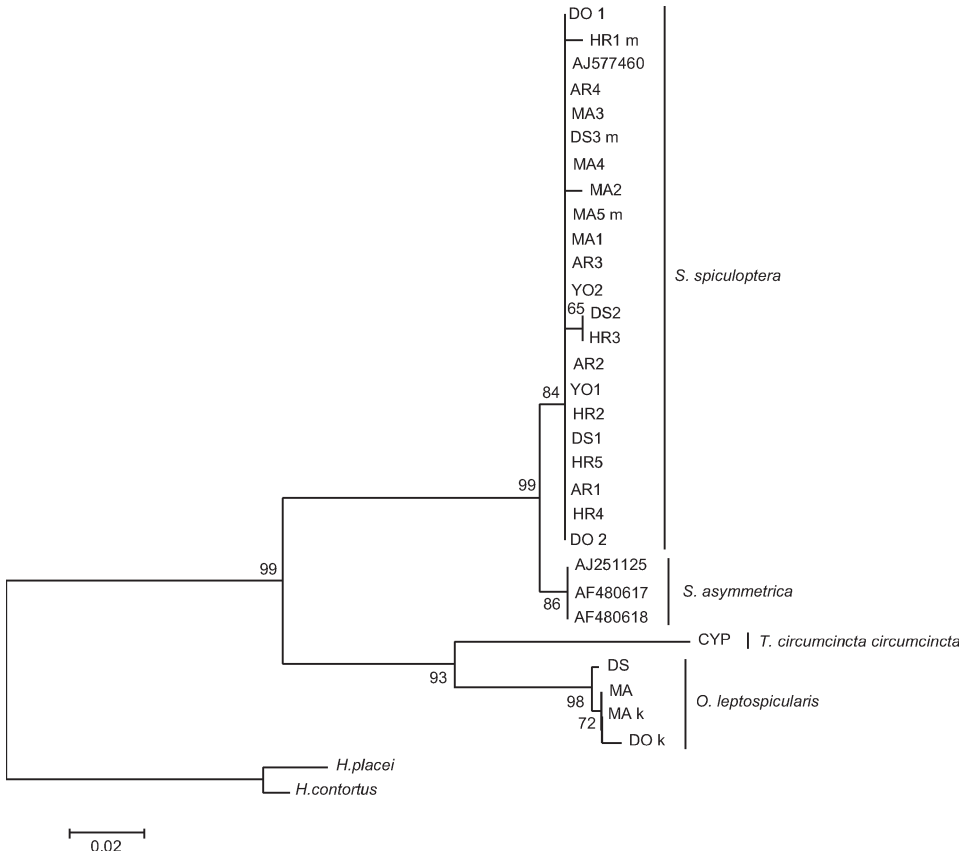 DO 1
HR1 m
AJ577460
AR4
MA3
DS3 m
MA4
MA2
MA5 m
MA1
AR3
S. spiculoptera
YO2
65
DS2
HR3
AR2
YO1
84
HR2
DS1
HR5
99
AR1
HR4
DO 2
AJ251125
99
AF480617
S. asymmetrica
86
AF480618
CYP
T. circumcincta circumcincta
DS
93
MA
98
O. leptospicularis
MA k
72
DO k
H.placei
H.contortus
0.02